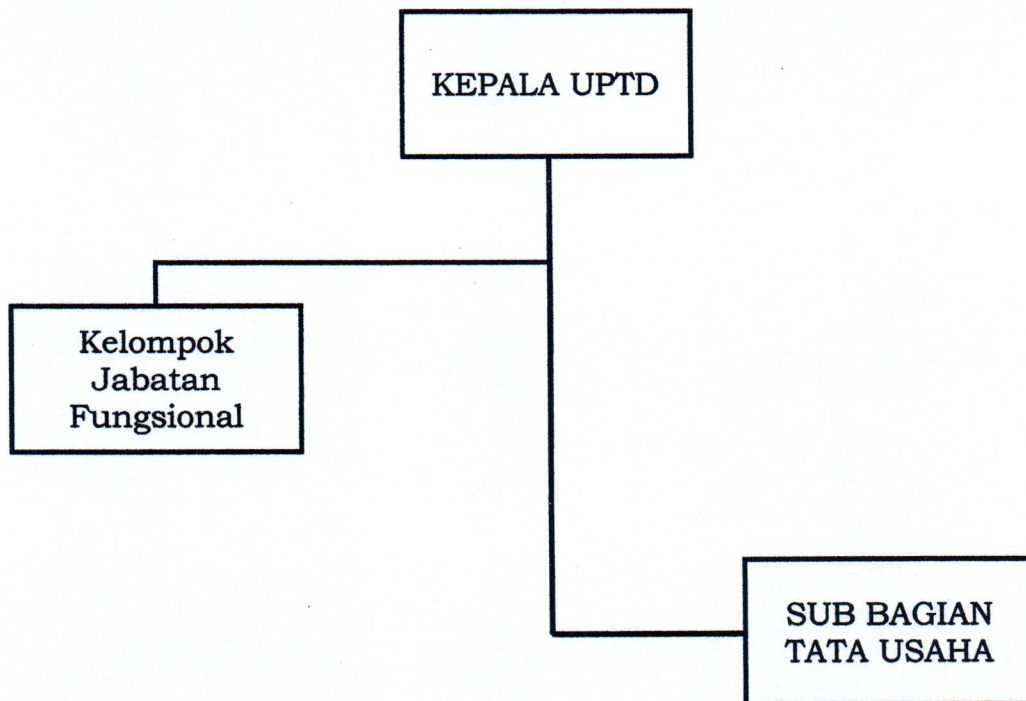 KEPALA UPTD
Kelompok
Jabatan
Fungsional
SUB BAGIAN
TATA USAHA